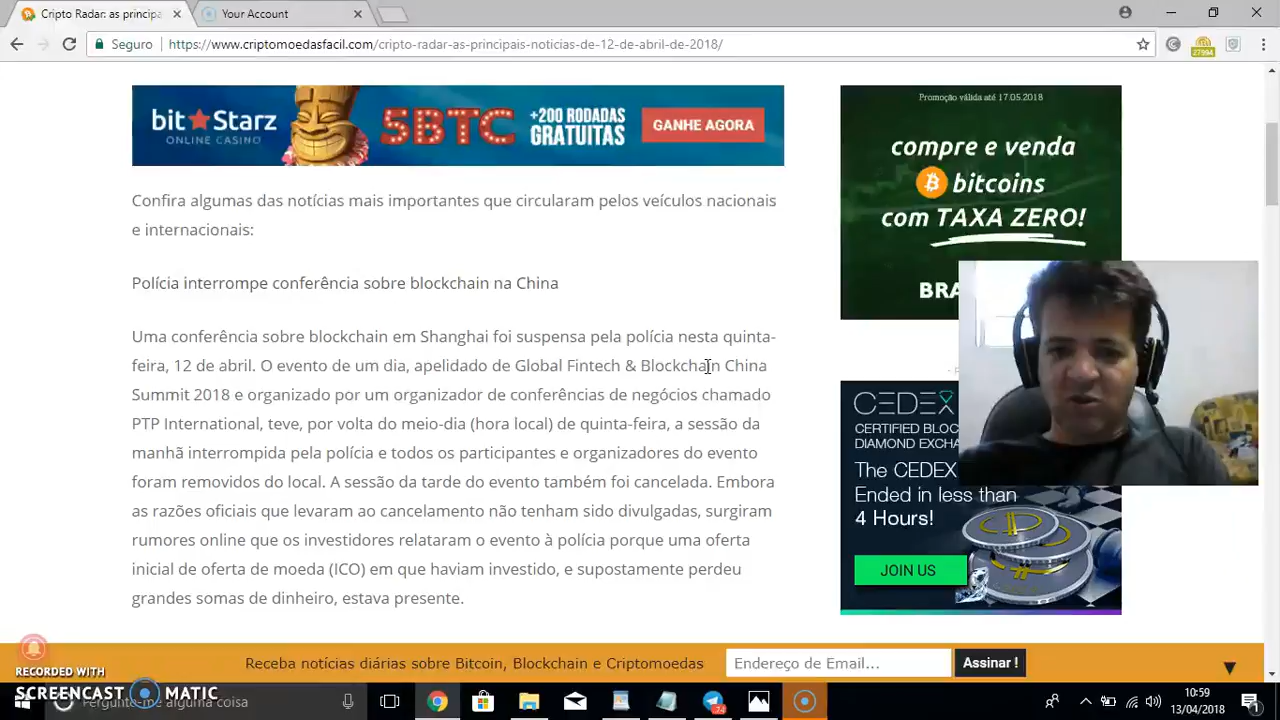 Cripto Radar as principa
Your Account
Seguro
https://www.criptomoedasfacil.com/cripto-radar-as-principais-noticias-de-12-de-abril-de-2018/
27994
bit★Starz
ONLINE CASINO
5BTC
+200 RODADAS
GRATUITAS
GANHE AGORA
Confira algumas das notícias mais importantes que circularam pelos veículos nacionais
e internacionais:
Polícia interrompe conferência sobre blockchain na China
Uma conferência sobre blockchain em Shanghai foi suspensa pela polícia nesta quinta-
feira, 12 de abril. O evento de um dia, apelidado de Global Fintech & Blockchain China
Summit 2018 e organizado por um organizador de conferências de negócios chamado
PTP International, teve, por volta do meio-dia (hora local) de quinta-feira, a sessão da
manhã interrompida pela polícia e todos os participantes e organizadores do evento
foram removidos do local. A sessão da tarde do evento também foi cancelada. Embora
as razões oficiais que levaram ao cancelamento não tenham sido divulgadas, surgiram
rumores online que os investidores relataram o evento à polícia porque uma oferta
inicial de oferta de moeda (ICO) em que haviam investido, e supostamente perdeu
grandes somas de dinheiro, estava presente.
Promoção válida até 17.05.2018
compre e venda
bitcoins
com TAXA ZERO!
BRA
CEDEX
CERTIFIED BLOC
DIAMOND EXCHA
The CEDEX
Ended in less than
4 Hours!
JOIN US
Receba notícias diárias sobre Bitcoin, Blockchain e Criptomoedas
Endereço de Email...
Assinar !
RECORDED WITH
SCREENCAST MATIC
Pergunte-me alguma coisa
74
10:59
13/04/2018
1